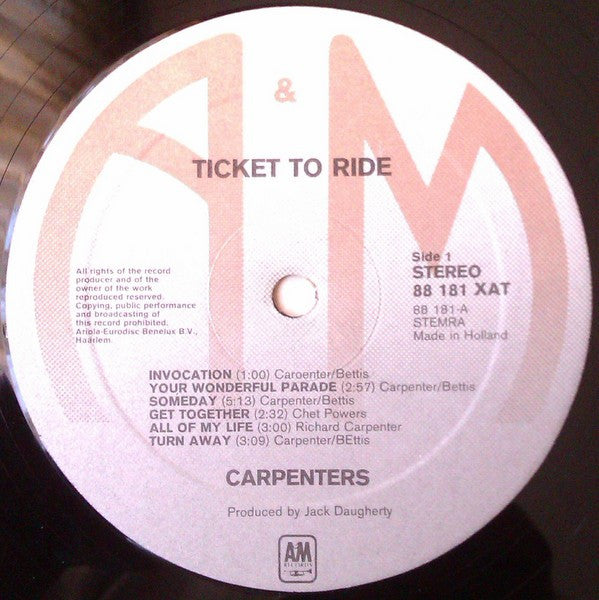 A & M
TICKET TO RIDE
Side 1
STEREO
88 181 XAT
88 181-A
STEMRA
Made in Holland
All rights of the record
producer and of the
owner of the work
reproduced reserved.
Copying, public performance
and broadcasting of
this record prohibited.
Ariola-Eurodisc Benelux B.V.,
Haarlem.
INVOCATION (1:00) Caroenter/Bettis
YOUR WONDERFUL PARADE (2:57) Carpenter/Bettis
SOMEDAY (5:13) Carpenter/Bettis
GET TOGETHER (2:32) Chet Powers
ALL OF MY LIFE (3:00) Richard Carpenter
TURN AWAY (3:09) Carpenter/BEttis
CARPENTERS
Produced by Jack Daugherty
AM
RECORDS